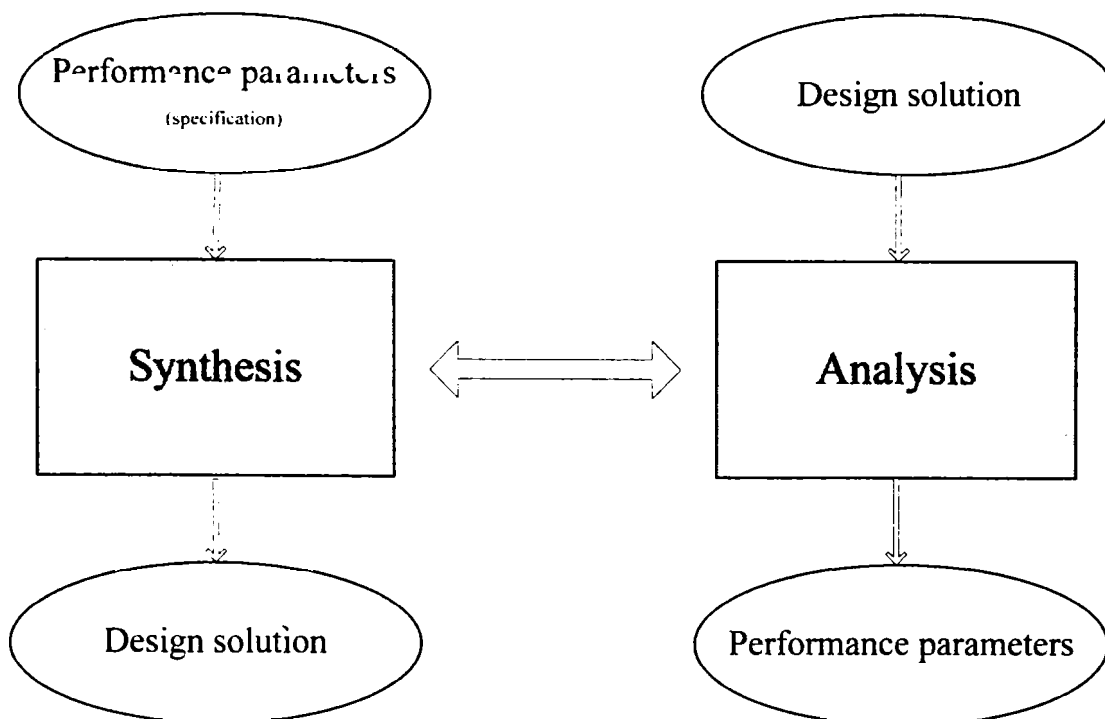 Performance parameters
(specification)
Design solution
Synthesis
Analysis
Design solution
Performance parameters